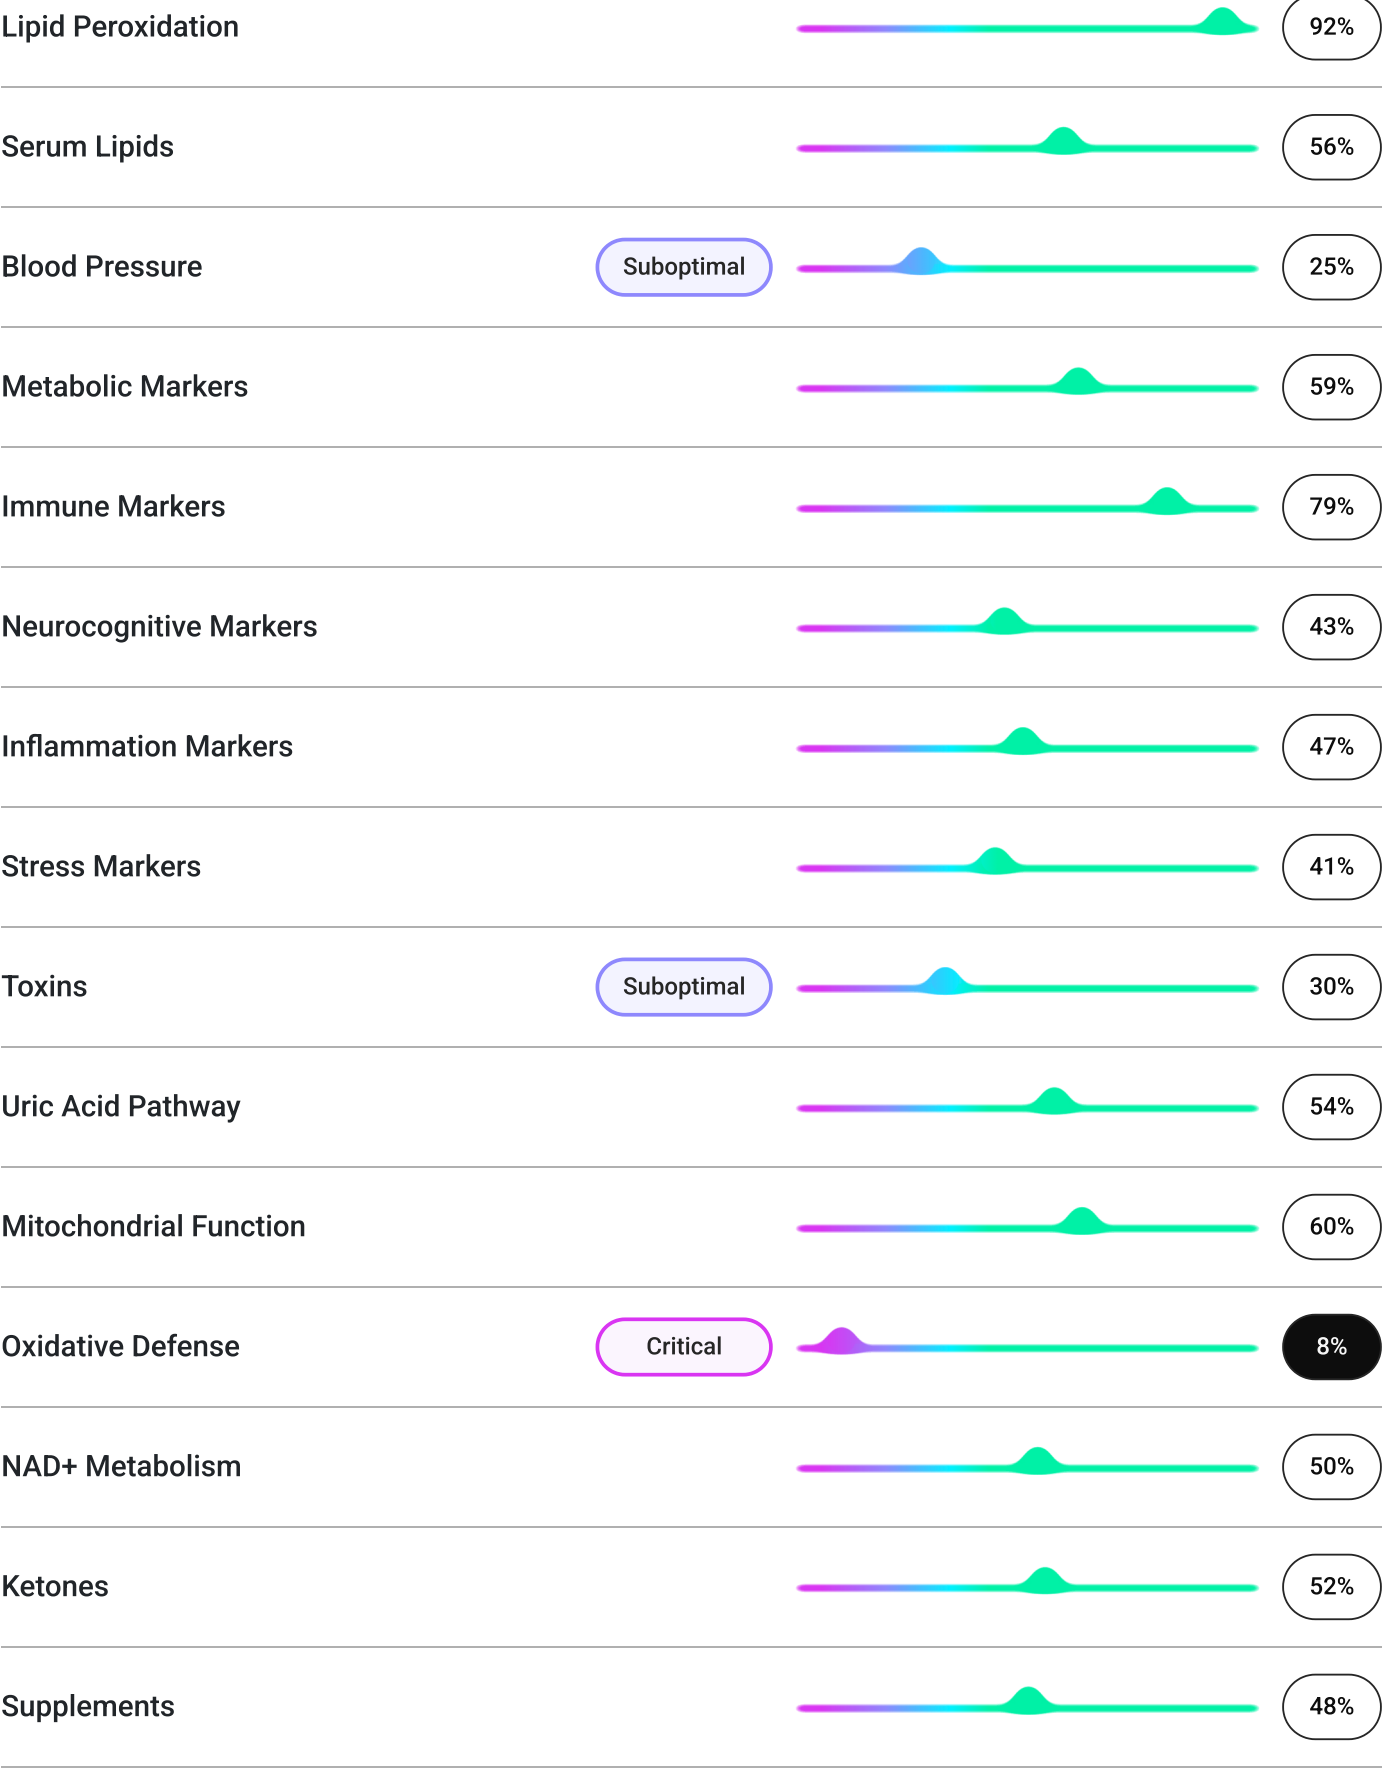 Lipid Peroxidation 92%
Serum Lipids 56%
Blood Pressure Suboptimal 25%
Metabolic Markers 59%
Immune Markers 79%
Neurocognitive Markers 43%
Inflammation Markers 47%
Stress Markers 41%
Toxins Suboptimal 30%
Uric Acid Pathway 54%
Mitochondrial Function 60%
Oxidative Defense Critical 8%
NAD+ Metabolism 50%
Ketones 52%
Supplements 48%